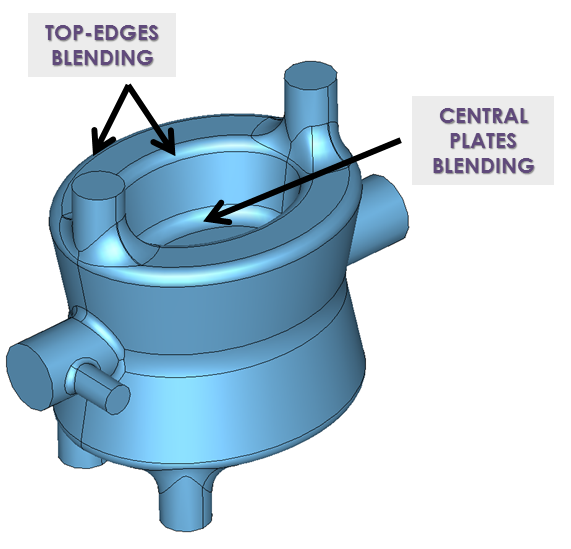 TOP-EDGES
BLENDING
CENTRAL
PLATES
BLENDING